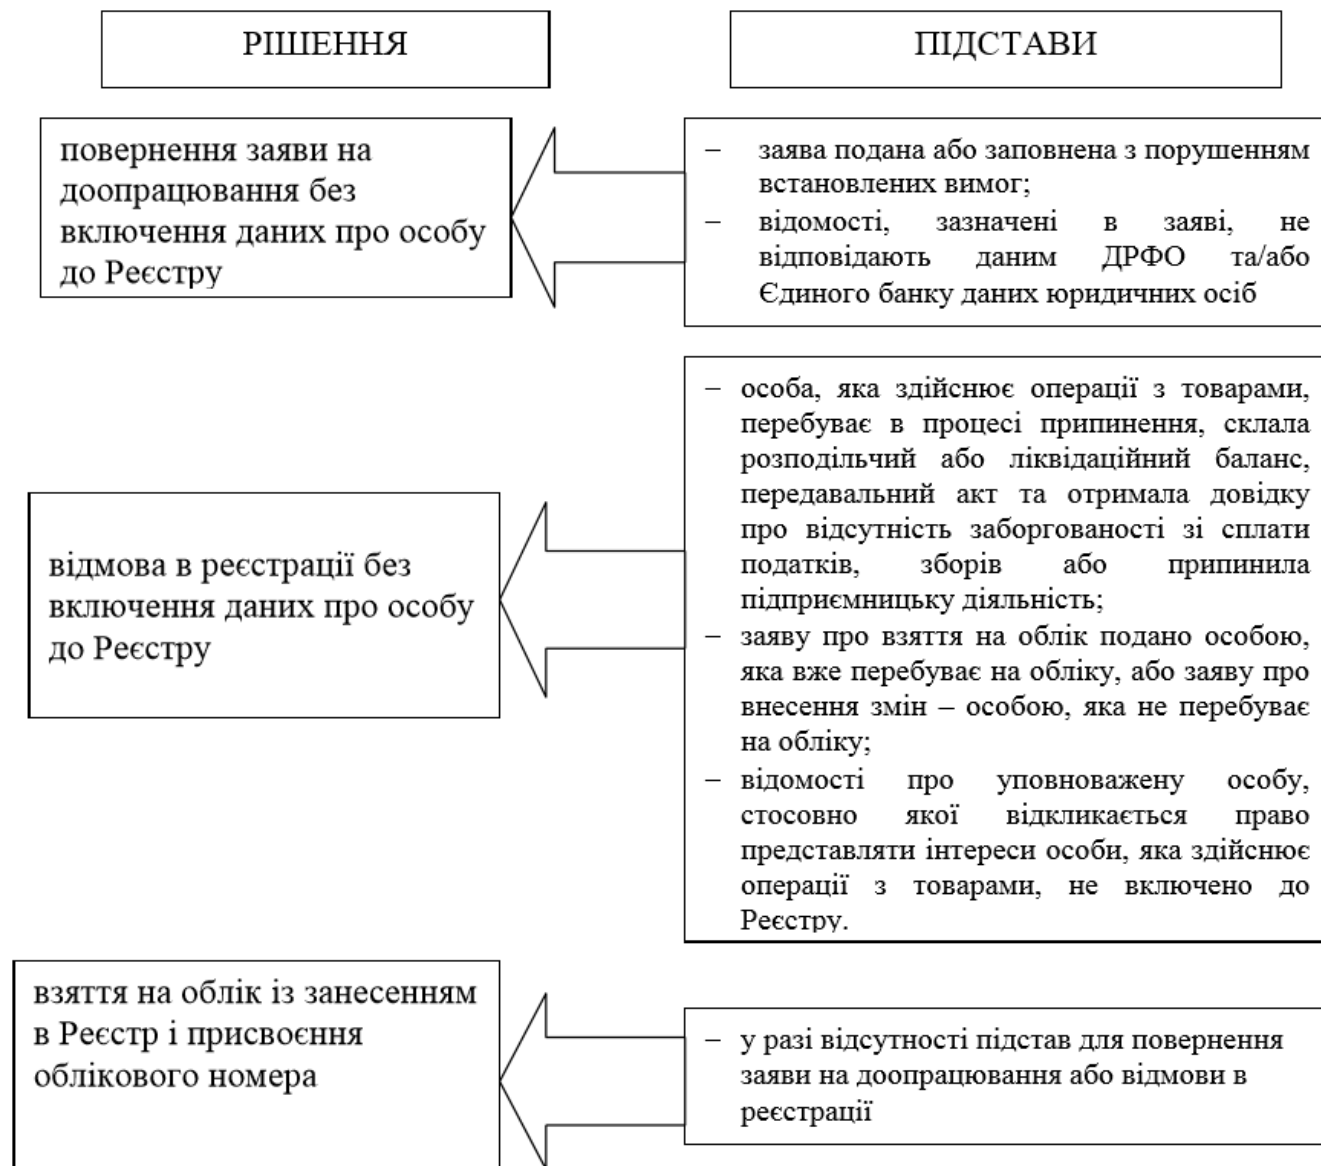 РІШЕННЯ
ПІДСТАВИ
повернення заяви на
доопрацювання без
включення даних про особу
до Реєстру
– заява подана або заповнена з порушенням
встановлених вимог;
– відомості, зазначені в заяві, не
відповідають даним ДРФО та/або
Єдиного банку даних юридичних осіб
відмова в реєстрації без
включення даних про особу
до Реєстру
– особа, яка здійснює операції з товарами,
перебуває в процесі припинення, склала
розподільчий або ліквідаційний баланс,
передавальний акт та отримала довідку
про відсутність заборгованості зі сплати
податків, зборів або припинила
підприємницьку діяльність;
– заяву про взяття на облік подано особою,
яка вже перебуває на обліку, або заяву про
внесення змін – особою, яка не перебуває
на обліку;
– відомості про уповноважену особу,
стосовно якої відкликається право
представляти інтереси особи, яка здійснює
операції з товарами, не включено до
Реєстру.
взяття на облік із занесенням
в Реєстр і присвоєння
облікового номера
– у разі відсутності підстав для повернення
заяви на доопрацювання або відмови в
реєстрації